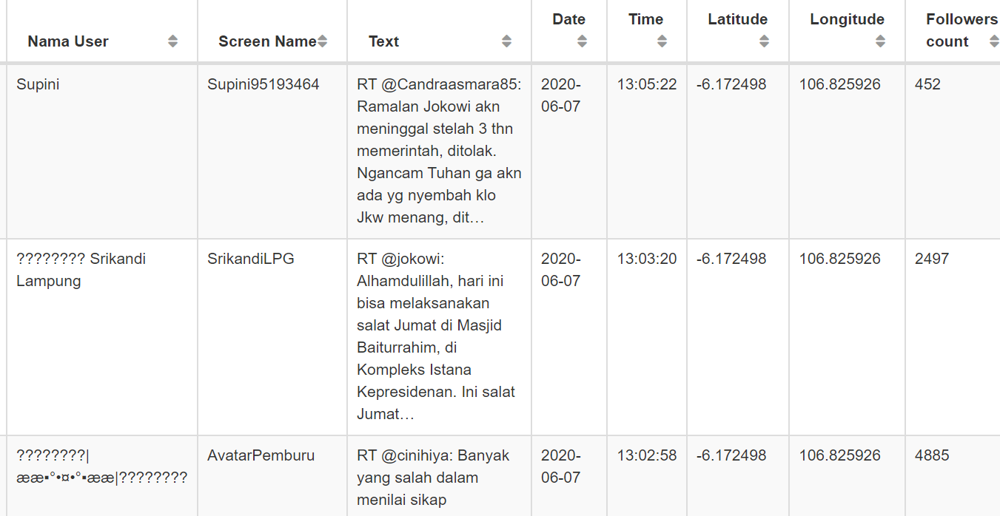 Nama User
Screen Name
Text
Date
Time
Latitude
Longitude
Followers
count
Supini
Supini95193464
RT @Candraasmara85:
Ramalan Jokowi akn
meninggal stelah 3 thn
memerintah, ditolak.
Ngancam Tuhan ga akn
ada yg nyembah klo
Jkw menang, dit…
2020-
06-07
13:05:22
-6.172498
106.825926
452
???????? Srikandi
Lampung
SrikandiLPG
RT @jokowi:
Alhamdulillah, hari ini
bisa melaksanakan
salat Jumat di Masjid
Baiturrahim, di
Kompleks Istana
Kepresidenan. Ini salat
Jumat…
2020-
06-07
13:03:20
-6.172498
106.825926
2497
????????|
ææ▪°•¤•°▪ææ|????????
AvatarPemburu
RT @cinihiya: Banyak
yang salah dalam
menilai sikap
2020-
06-07
13:02:58
-6.172498
106.825926
4885